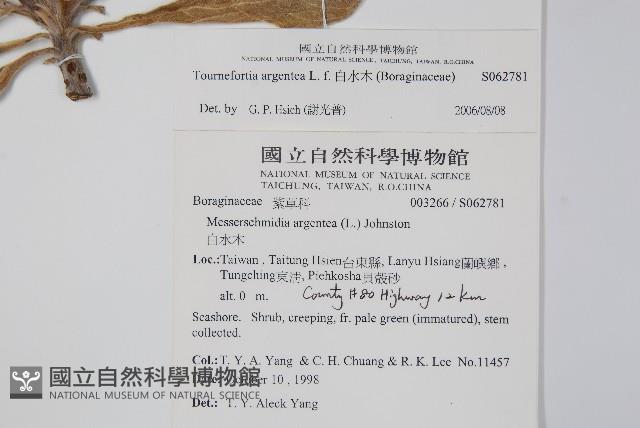 國立自然科學博物館
NATIONAL MUSEUM OF NATURAL SCIENCE, TAICHUNG, TAIWAN, R.O.CHINA
Tournefortia argentea L. f. 白水木 (Boraginaceae) S062781
Det. by G. P. Hsieh (謝光普) 2006/08/08
國立自然科學博物館
NATIONAL MUSEUM OF NATURAL SCIENCE
TAICHUNG, TAIWAN, R.O.CHINA
Boraginaceae 紫草科 003266 / S062781
Messerschmidia argentea (L.) Johnston
白水木
Loc.:Taiwan, Taitung Hsien台東縣, Lanyu Hsiang蘭嶼鄉,
Tungching東清, Piehkosha貝殼砂
alt. 0 m. County #80 Highway 12 km
Seashore. Shrub, creeping, fr. pale green (immatured), stem
collected.
Col.: T. Y. A. Yang & C. H. Chuang & R. K. Lee No.11457
10, 1998
Det.: T. Y. Aleck Yang
國立自然科學博物館
NATIONAL MUSEUM OF NATURAL SCIENCE